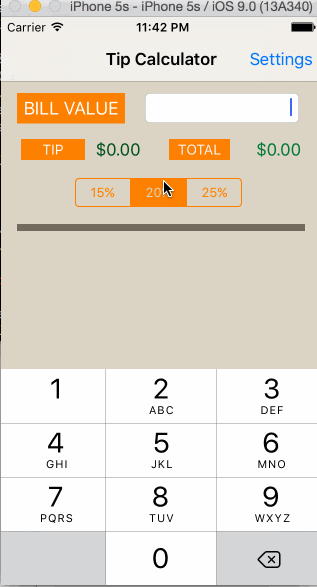 iPhone 5s - iPhone 5s / iOS 9.0 (13A340)
Carrier 11:42 PM
Tip Calculator Settings
BILL VALUE
TIP $0.00 TOTAL $0.00
15% 20% 25%
1 2 3
ABC DEF
4 5 6
GHI JKL MNO
7 8 9
PQRS TUV WXYZ
0